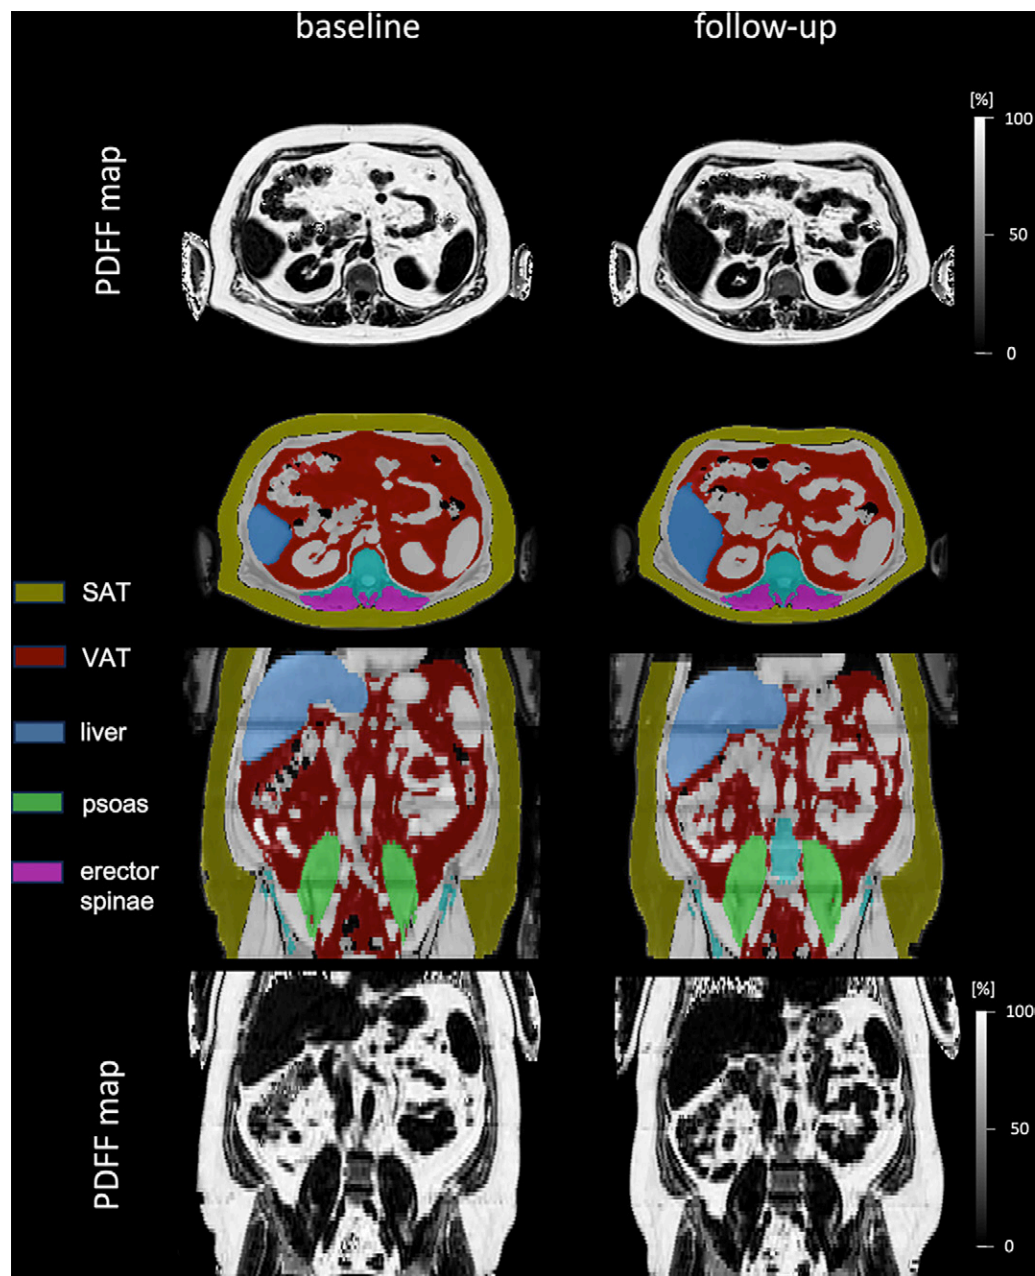 baseline
follow-up
PDFF map
[%]
100
50
0
SAT
VAT
liver
psoas
erector
spinae
PDFF map
[%]
100
50
0